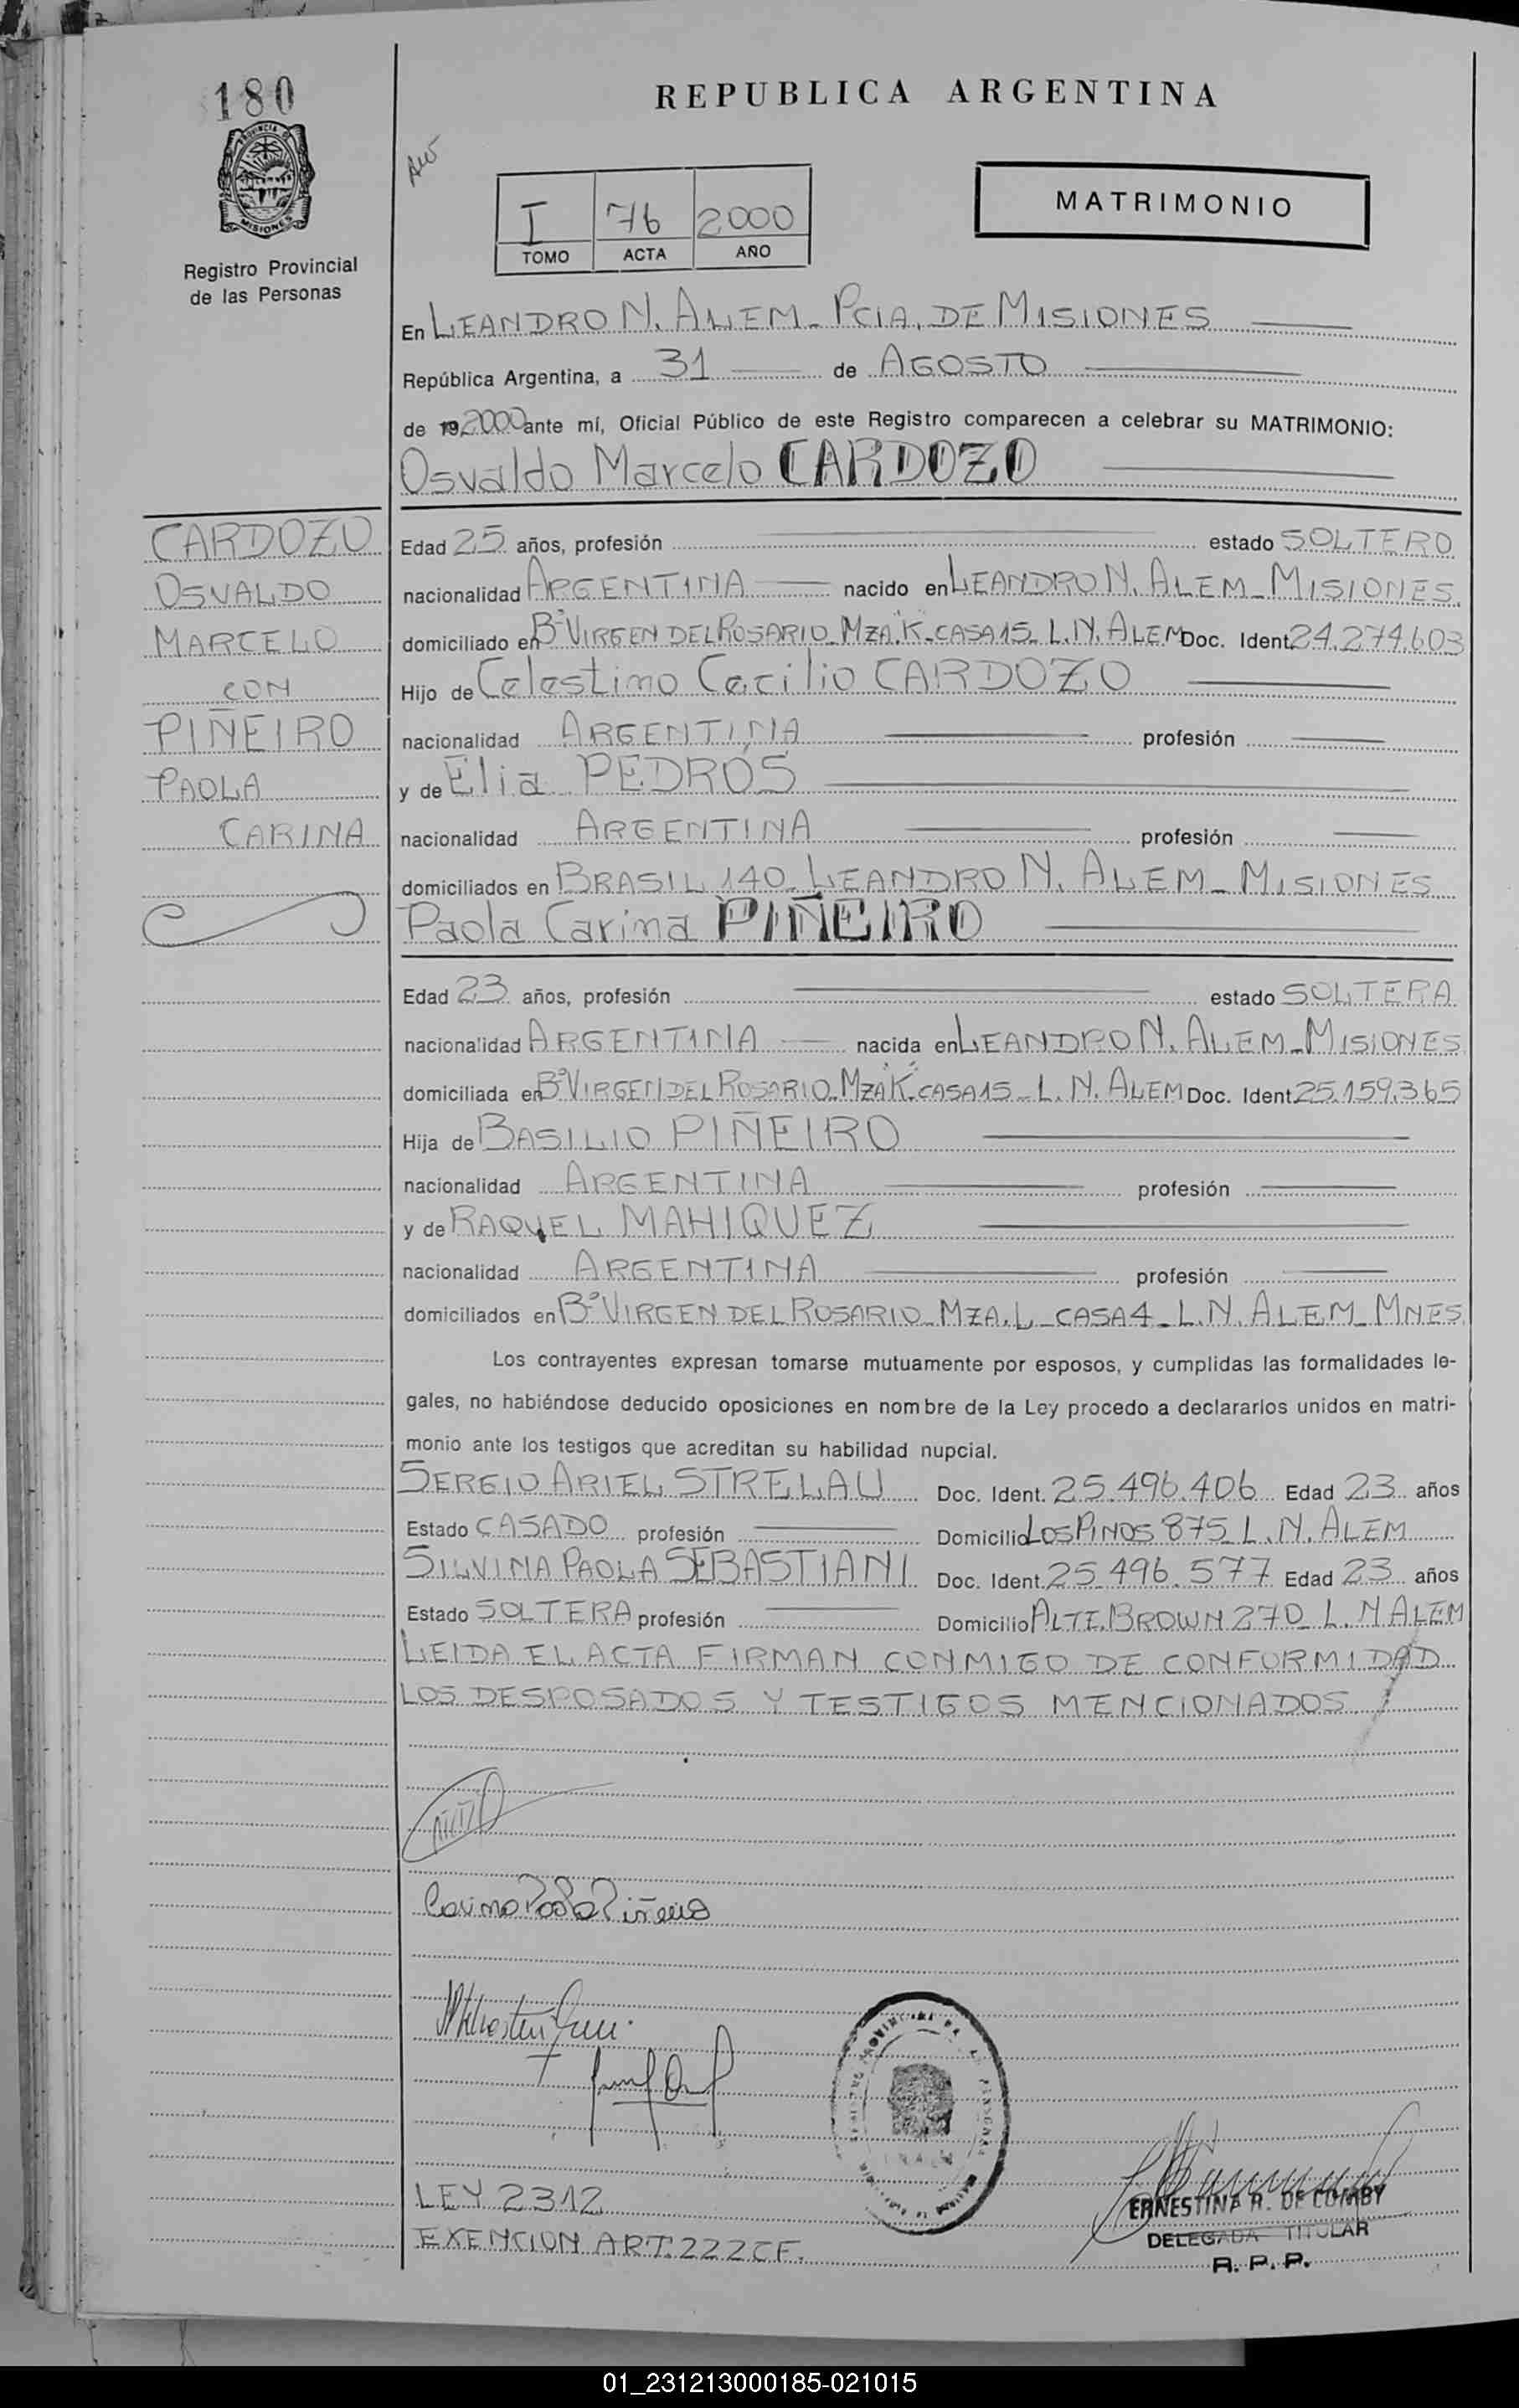 180
PROVINCIA DE
MISIONES
Registro Provincial
de las Personas
REPUBLICA ARGENTINA
MATRIMONIO
I 76 2000
TOMO ACTA AÑO
En LEANDRO N. ALEM - PCIA. DE MISIONES
República Argentina, a 31 de AGOSTO
de 19 2000 ante mí, Oficial Público de este Registro comparecen a celebrar su MATRIMONIO:
Osvaldo Marcelo CARDOZO
CARDOZO
OSVALDO
MARCELO
CON
PIÑEIRO
PAOLA
CARINA
Edad 25 años, profesión estado SOLTERO
nacionalidad ARGENTINA nacido en LEANDRO N. ALEM - MISIONES
domiciliado en Bº VIRGEN DEL ROSARIO - MZA. "K" - CASA 15 - L. N. ALEM Doc. Ident. 24.274.603
Hijo de Celestino Cecilio CARDOZO
nacionalidad ARGENTINA profesión
y de Elia PEDRÓS
nacionalidad ARGENTINA profesión
domiciliados en BRASIL 140 - LEANDRO N. ALEM - MISIONES
Paola Carina PIÑEIRO
Edad 23 años, profesión estado SOLTERA
nacionalidad ARGENTINA nacida en LEANDRO N. ALEM - MISIONES
domiciliada en Bº VIRGEN DEL ROSARIO - MZA "K" - CASA 15 - L. N. ALEM Doc. Ident. 25.159.365
Hija de BASILIO PIÑEIRO
nacionalidad ARGENTINA profesión
y de RAQUEL MAHIQUEZ
nacionalidad ARGENTINA profesión
domiciliados en Bº VIRGEN DEL ROSARIO - MZA. L - CASA 4 - L. N. ALEM - MNES
Los contrayentes expresan tomarse mutuamente por esposos, y cumplidas las formalidades le-
gales, no habiéndose deducido oposiciones en nombre de la Ley procedo a declararlos unidos en matri-
monio ante los testigos que acreditan su habilidad nupcial.
SERGIO ARIEL STRELAU Doc. Ident. 25.496.406 Edad 23 años
Estado CASADO profesión Domicilio LOS PINOS 875 - L. N. ALEM
SILVINA PAOLA SEBASTIANI Doc. Ident. 25.496.577 Edad 23 años
Estado SOLTERA profesión Domicilio ALTE. BROWN 270 - L. N ALEM
LEIDA EL ACTA FIRMAN CONMIGO DE CONFORMIDAD
LOS DESPOSADOS Y TESTIGOS MENCIONADOS.
Carina Paola Piñeiro
LEY 2312
EXENCION ART. 222 CF.
ERNESTINA R. DE LUMBY
DELEGADA TITULAR
R. P. P.
01_231213000185-021015